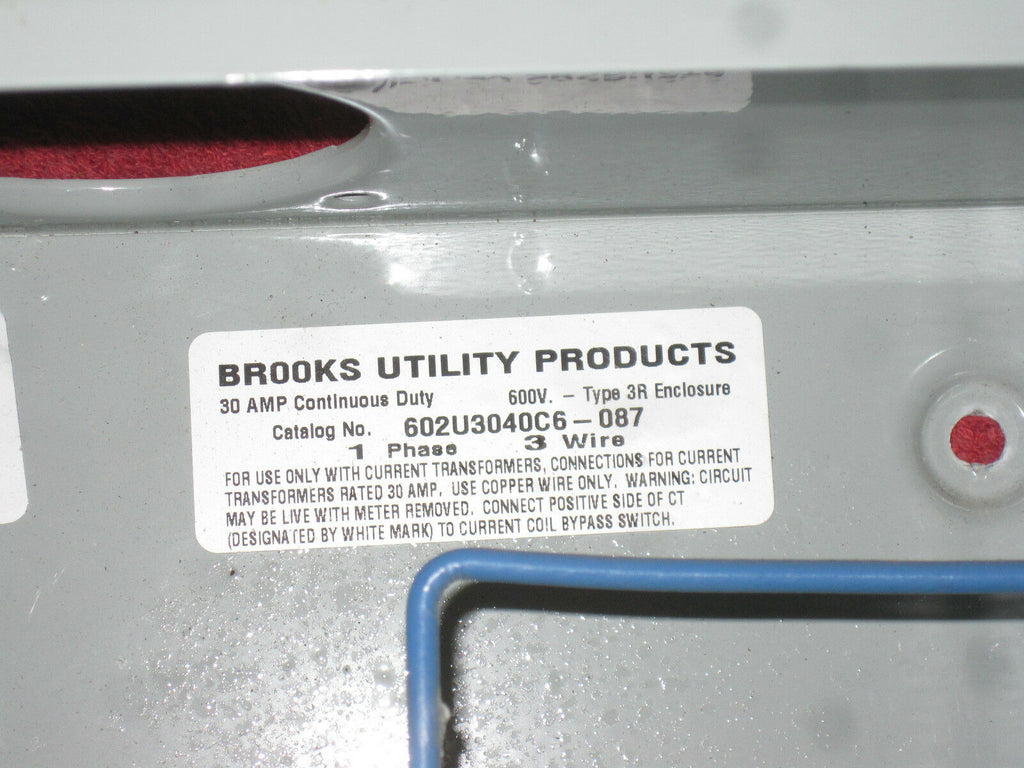 BROOKS UTILITY PRODUCTS
30 AMP Continuous Duty 600V. – Type 3R Enclosure
Catalog No. 602U3040C6–087
1 Phase 3 Wire
FOR USE ONLY WITH CURRENT TRANSFORMERS, CONNECTIONS FOR CURRENT
TRANSFORMERS RATED 30 AMP. USE COPPER WIRE ONLY. WARNING: CIRCUIT
MAY BE LIVE WITH METER REMOVED. CONNECT POSITIVE SIDE OF CT
(DESIGNATED BY WHITE MARK) TO CURRENT COIL BYPASS SWITCH.